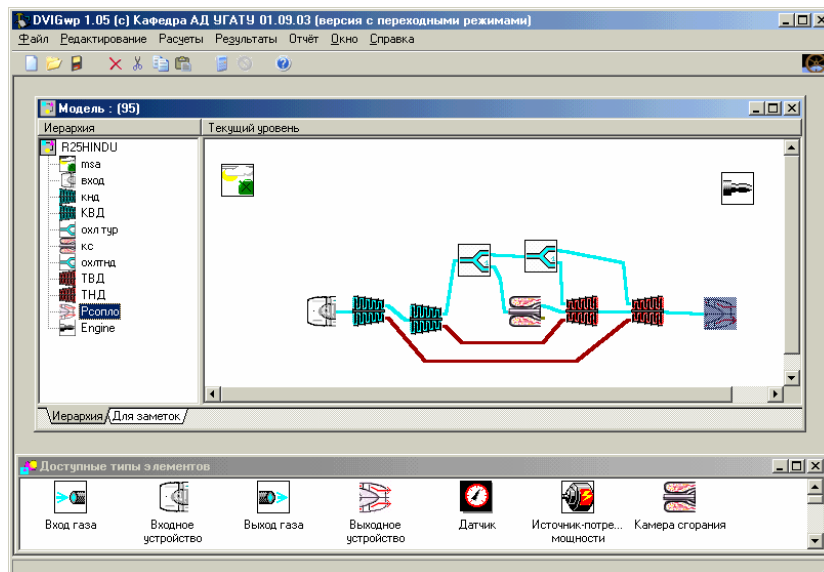 DVIGwp 1.05 (c) Кафедра АД УГАТУ 01.09.03 (версия с переходными режимами)
Файл Редактирование Расчеты Результаты Отчёт Окно Справка
Модель : (95)
Иерархия Текущий уровень
R25HINDU
msa
вход
кнд
КВД
охл тур
кс
охлтнд
ТВД
ТНД
Рсопло
Engine
Иерархия Для заметок
Доступные типы элементов
Вход газа Входное устройство Выход газа Выходное устройство Датчик Источник-потре... мощности Камера сгорания